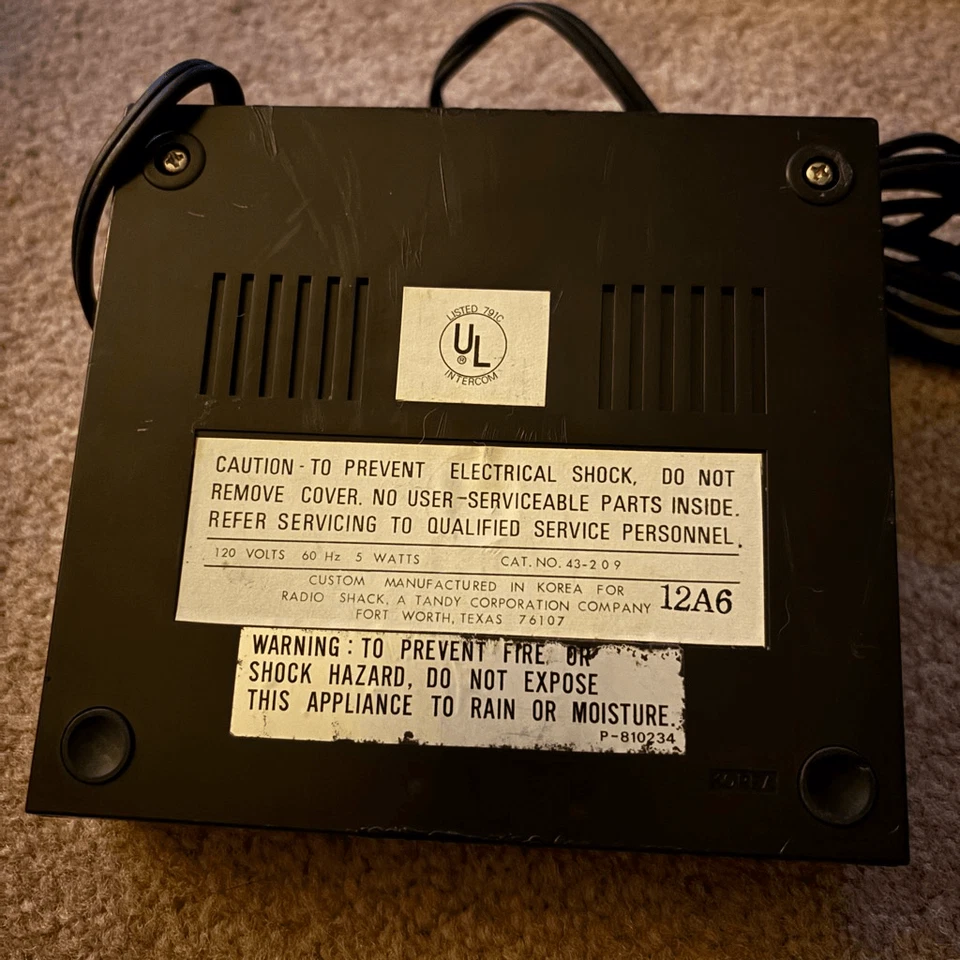 LISTED 791C
UL
®
INTERCOM
CAUTION - TO PREVENT ELECTRICAL SHOCK, DO NOT
REMOVE COVER. NO USER-SERVICEABLE PARTS INSIDE.
REFER SERVICING TO QUALIFIED SERVICE PERSONNEL.
120 VOLTS 60 Hz 5 WATTS CAT. NO. 43-209
CUSTOM MANUFACTURED IN KOREA FOR
RADIO SHACK, A TANDY CORPORATION COMPANY 12A6
FORT WORTH, TEXAS 76107
WARNING : TO PREVENT FIRE OR
SHOCK HAZARD, DO NOT EXPOSE
THIS APPLIANCE TO RAIN OR MOISTURE.
P-810234